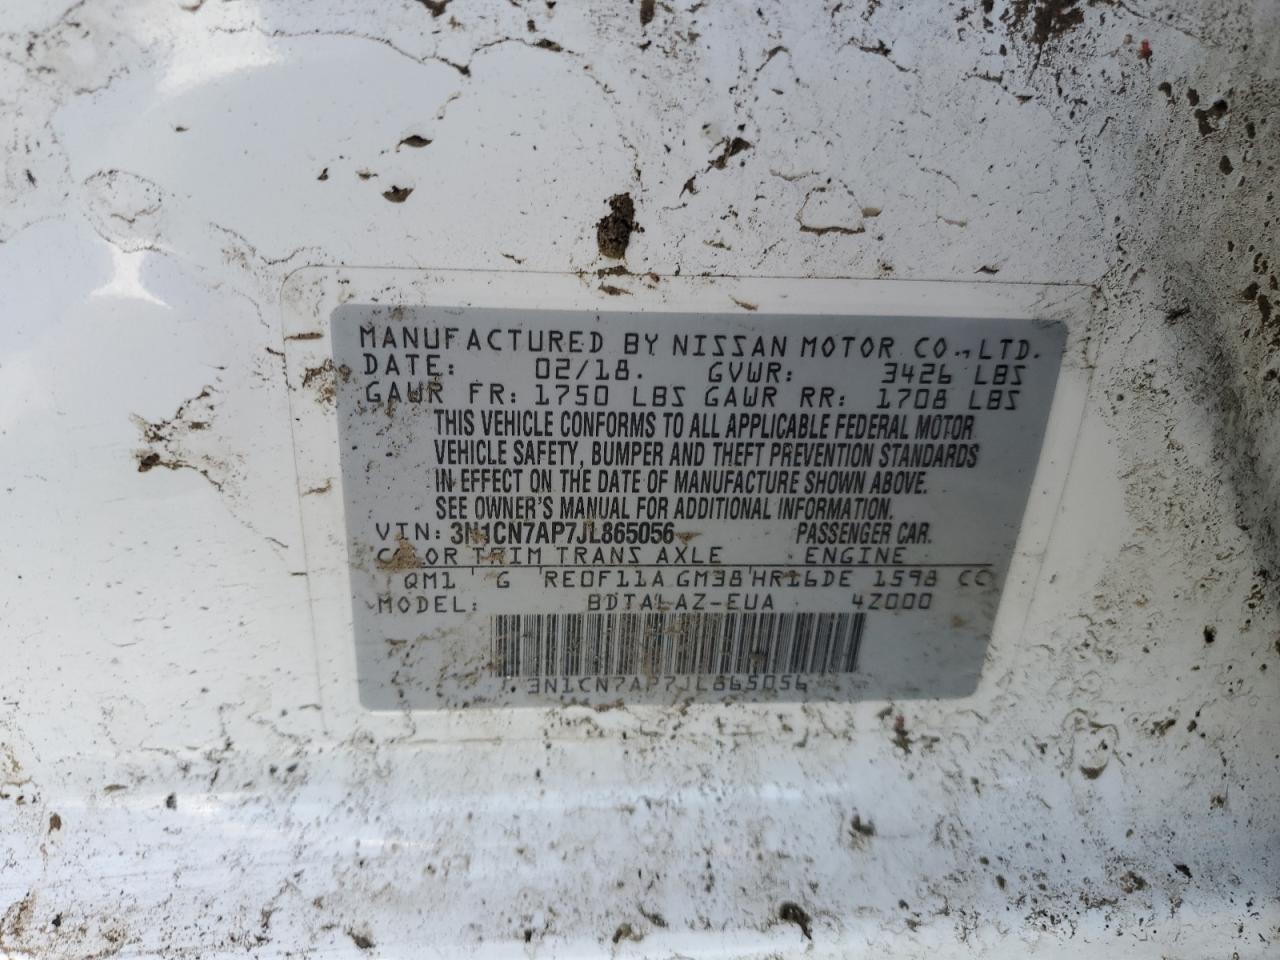 MANUFACTURED BY NISSAN MOTOR CO., LTD.
DATE: 02/18. GVWR: 3426 LBS
GAWR FR: 1750 LBS GAWR RR: 1708 LBS
THIS VEHICLE CONFORMS TO ALL APPLICABLE FEDERAL MOTOR
VEHICLE SAFETY, BUMPER AND THEFT PREVENTION STANDARDS
IN EFFECT ON THE DATE OF MANUFACTURE SHOWN ABOVE.
SEE OWNER'S MANUAL FOR ADDITIONAL INFORMATION.
VIN: 3N1CN7AP7JL865056 PASSENGER CAR.
COLOR TRIM TRANS AXLE ENGINE
QM1 G RE0F11A GM38 HR16DE 1598 CC
MODEL: BDTALAZ-EUA 4Z000
3N1CN7AP7JL865056